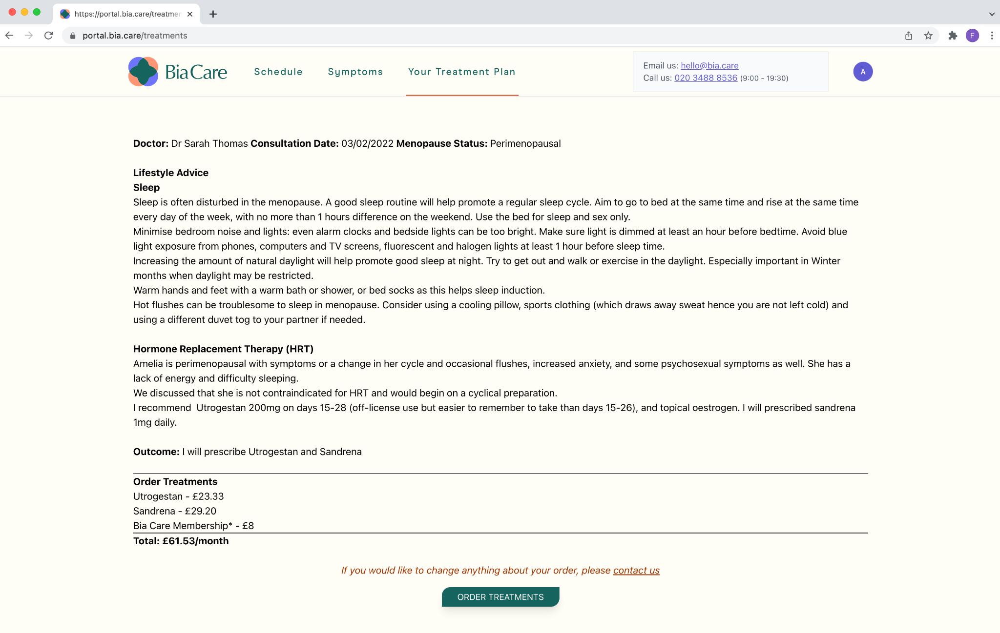 https://portal.bia.care/treatmen
portal.bia.care/treatments
F
Bia Care
Schedule
Symptoms
Your Treatment Plan
Email us: hello@bia.care
Call us: 020 3488 8536 (9:00 - 19:30)
A
Doctor: Dr Sarah Thomas Consultation Date: 03/02/2022 Menopause Status: Perimenopausal
Lifestyle Advice
Sleep
Sleep is often disturbed in the menopause. A good sleep routine will help promote a regular sleep cycle. Aim to go to bed at the same time and rise at the same time
every day of the week, with no more than 1 hours difference on the weekend. Use the bed for sleep and sex only.
Minimise bedroom noise and lights: even alarm clocks and bedside lights can be too bright. Make sure light is dimmed at least an hour before bedtime. Avoid blue
light exposure from phones, computers and TV screens, fluorescent and halogen lights at least 1 hour before sleep time.
Increasing the amount of natural daylight will help promote good sleep at night. Try to get out and walk or exercise in the daylight. Especially important in Winter
months when daylight may be restricted.
Warm hands and feet with a warm bath or shower, or bed socks as this helps sleep induction.
Hot flushes can be troublesome to sleep in menopause. Consider using a cooling pillow, sports clothing (which draws away sweat hence you are not left cold) and
using a different duvet tog to your partner if needed.
Hormone Replacement Therapy (HRT)
Amelia is perimenopausal with symptoms or a change in her cycle and occasional flushes, increased anxiety, and some psychosexual symptoms as well. She has a
lack of energy and difficulty sleeping.
We discussed that she is not contraindicated for HRT and would begin on a cyclical preparation.
I recommend  Utrogestan 200mg on days 15-28 (off-license use but easier to remember to take than days 15-26), and topical oestrogen. I will prescribed sandrena
1mg daily.
Outcome: I will prescribe Utrogestan and Sandrena
Order Treatments
Utrogestan - £23.33
Sandrena - £29.20
Bia Care Membership* - £8
Total: £61.53/month
If you would like to change anything about your order, please contact us
ORDER TREATMENTS